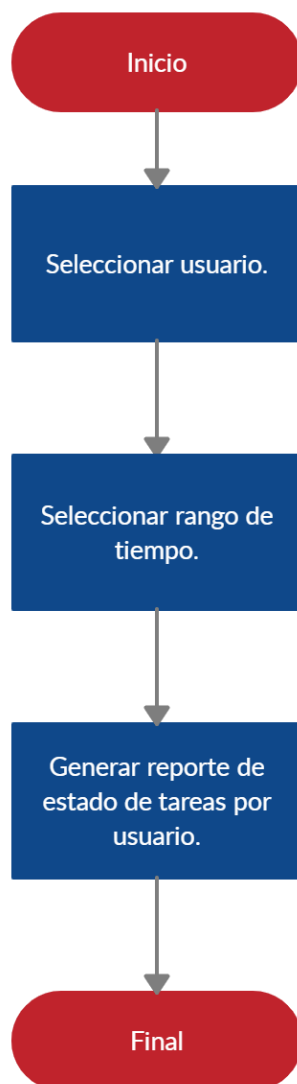 Inicio
Seleccionar usuario.
Seleccionar rango de
tiempo.
Generar reporte de
estado de tareas por
usuario.
Final